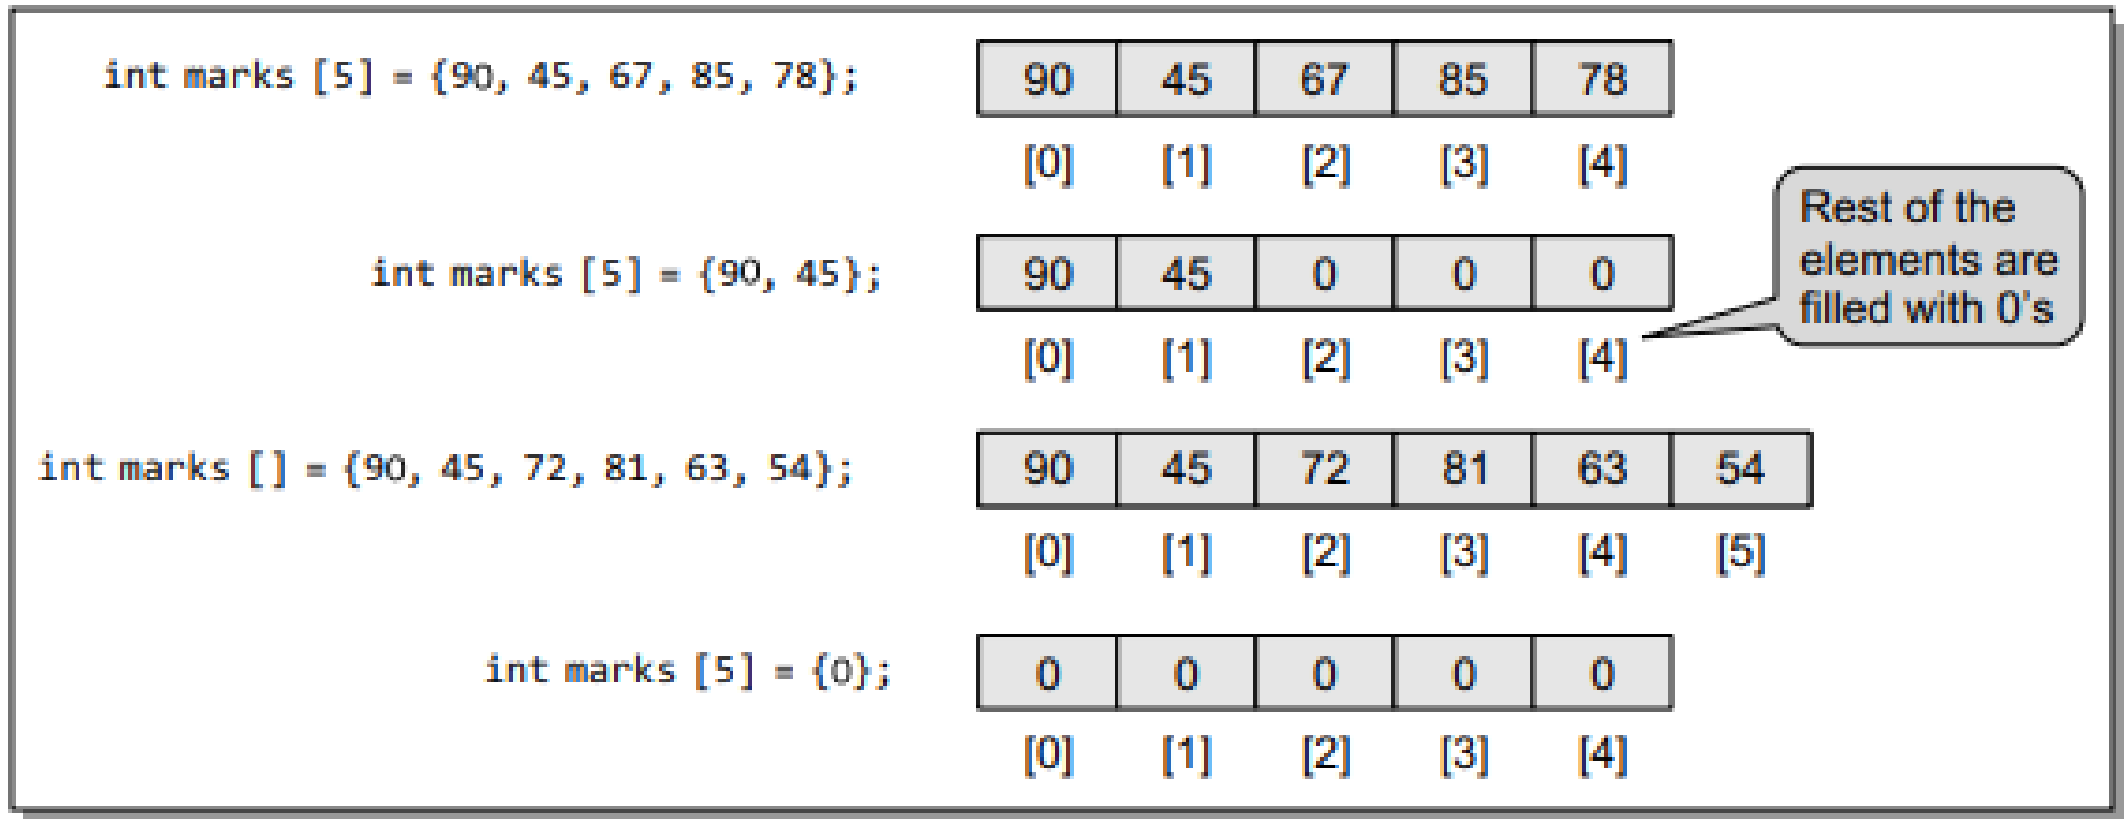 int marks [5] = {90, 45, 67, 85, 78};
90 45 67 85 78
[0] [1] [2] [3] [4]
int marks [5] = {90, 45};
90 45 0 0 0
[0] [1] [2] [3] [4]
Rest of the
elements are
filled with 0's
int marks [] = {90, 45, 72, 81, 63, 54};
90 45 72 81 63 54
[0] [1] [2] [3] [4] [5]
int marks [5] = {0};
0 0 0 0 0
[0] [1] [2] [3] [4]